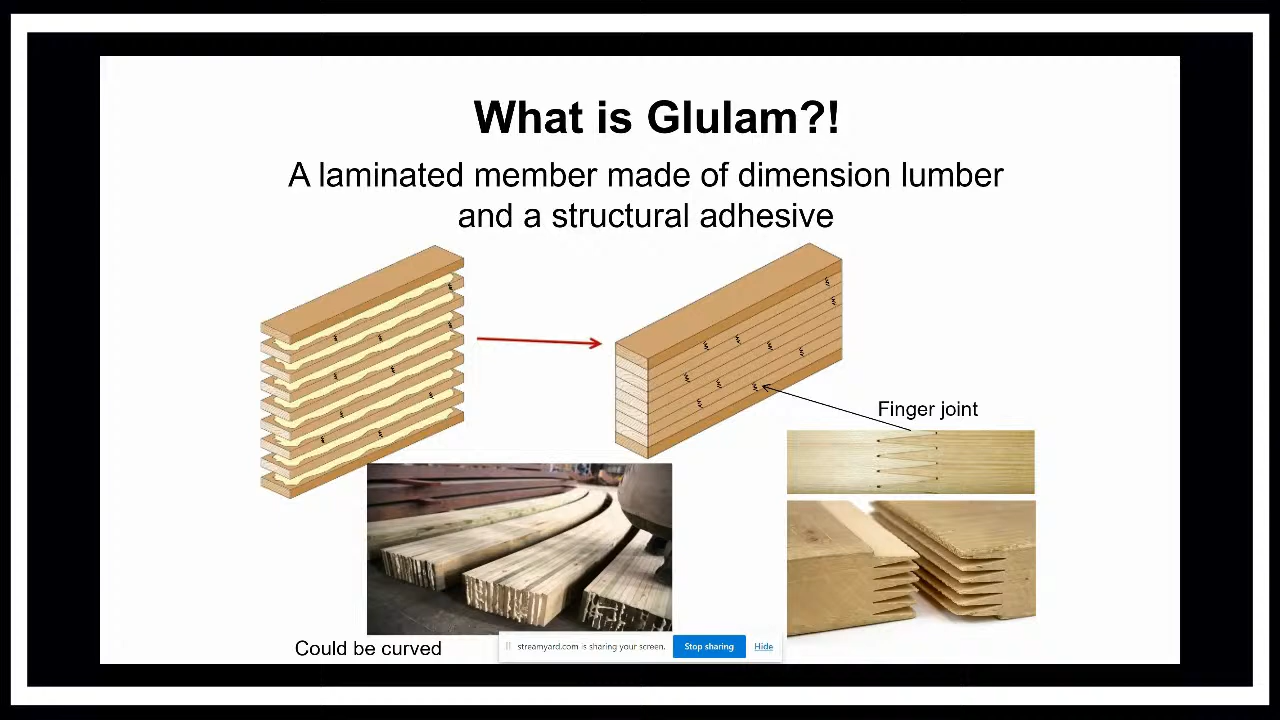 What is Glulam?!
A laminated member made of dimension lumber
and a structural adhesive
Finger joint
Could be curved
streamyard.com is sharing your screen.
Stop sharing
Hide